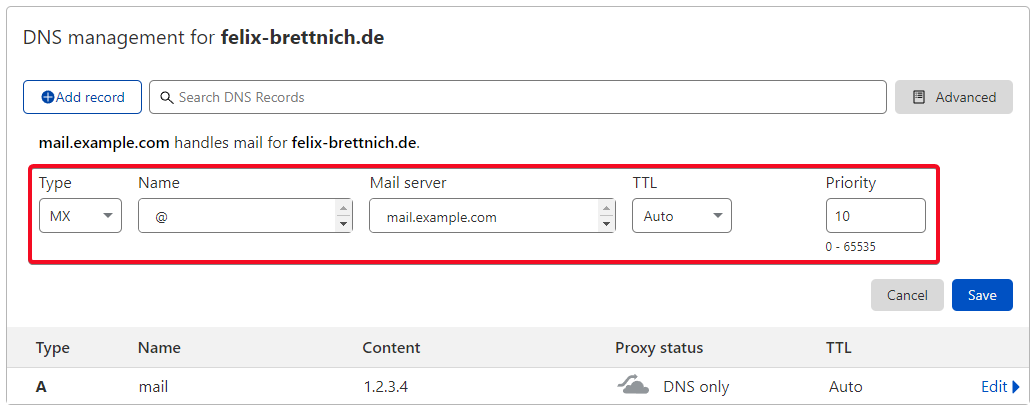 DNS management for felix-brettnich.de
Add record Search DNS Records Advanced
mail.example.com handles mail for felix-brettnich.de.
Type Name Mail server TTL Priority
MX @ mail.example.com Auto 10
0 - 65535
Cancel Save
Type Name Content Proxy status TTL
A mail 1.2.3.4 DNS only Auto Edit